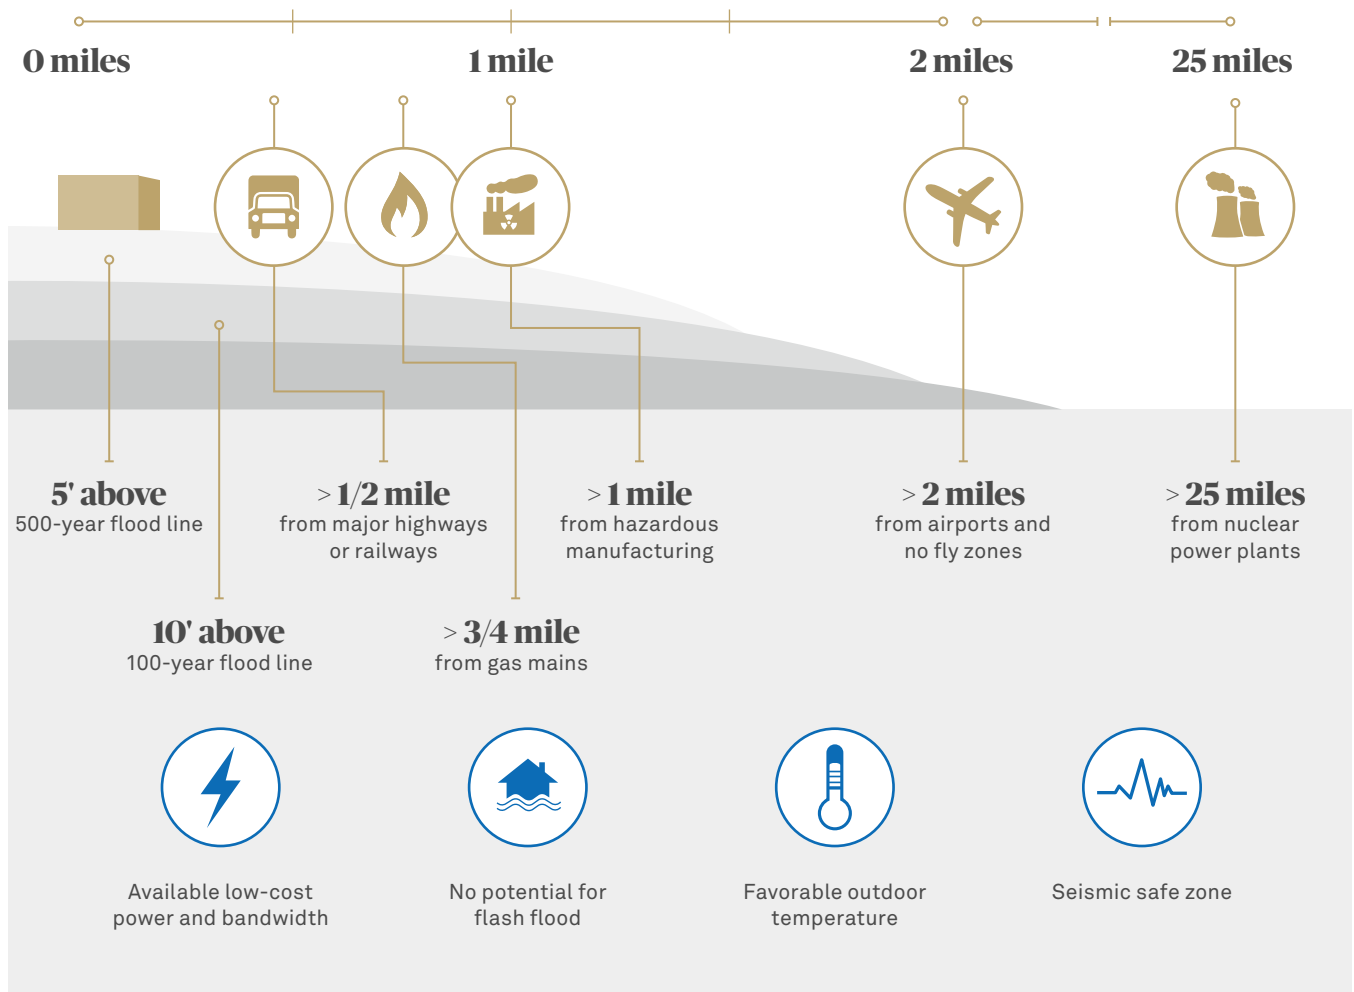 0 miles
1 mile
2 miles
25 miles
5' above
500-year flood line
> 1/2 mile
from major highways
or railways
> 1 mile
from hazardous
manufacturing
> 2 miles
from airports and
no fly zones
> 25 miles
from nuclear
power plants
10' above
100-year flood line
> 3/4 mile
from gas mains
Available low-cost
power and bandwidth
No potential for
flash flood
Favorable outdoor
temperature
Seismic safe zone